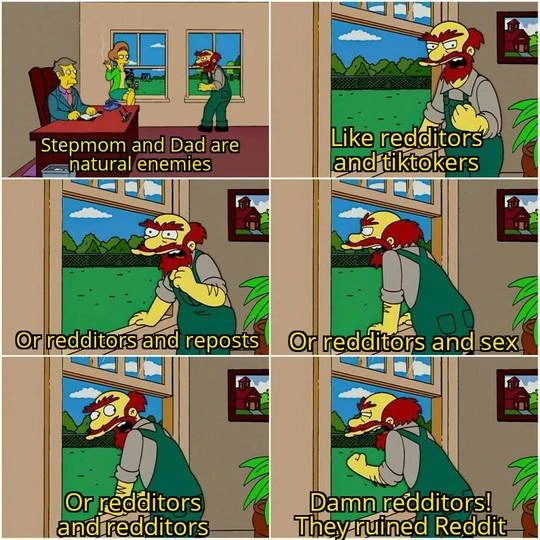 Stepmom and Dad are
natural enemies
Like redditors
and tiktokers
Or redditors and reposts
Or redditors and sex
Or redditors
and redditors
Damn redditors!
They ruined Reddit